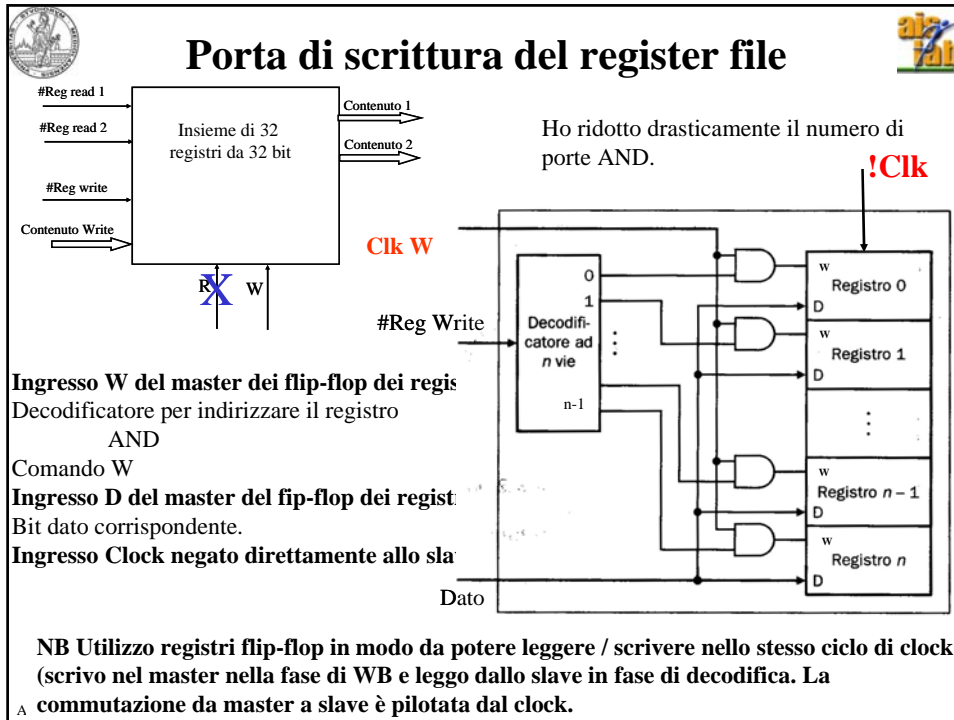 Porta di scrittura del register file
#Reg read 1
#Reg read 2
#Reg write
Contenuto Write
Insieme di 32
registri da 32 bit
Contenuto 1
Contenuto 2
R
X
W
Ho ridotto drasticamente il numero di
porte AND.
!Clk
Clk W
#Reg Write
Decodifi-
catore ad
n vie
0
1
⋮
n-1
W
Registro 0
D
W
Registro 1
D
⋮
W
Registro n – 1
D
W
Registro n
D
Dato
Ingresso W del master dei flip-flop dei regis
Decodificatore per indirizzare il registro
AND
Comando W
Ingresso D del master del fip-flop dei registr
Bit dato corrispondente.
Ingresso Clock negato direttamente allo sla
NB Utilizzo registri flip-flop in modo da potere leggere / scrivere nello stesso ciclo di clock
(scrivo nel master nella fase di WB e leggo dallo slave in fase di decodifica. La
commutazione da master a slave è pilotata dal clock.
A